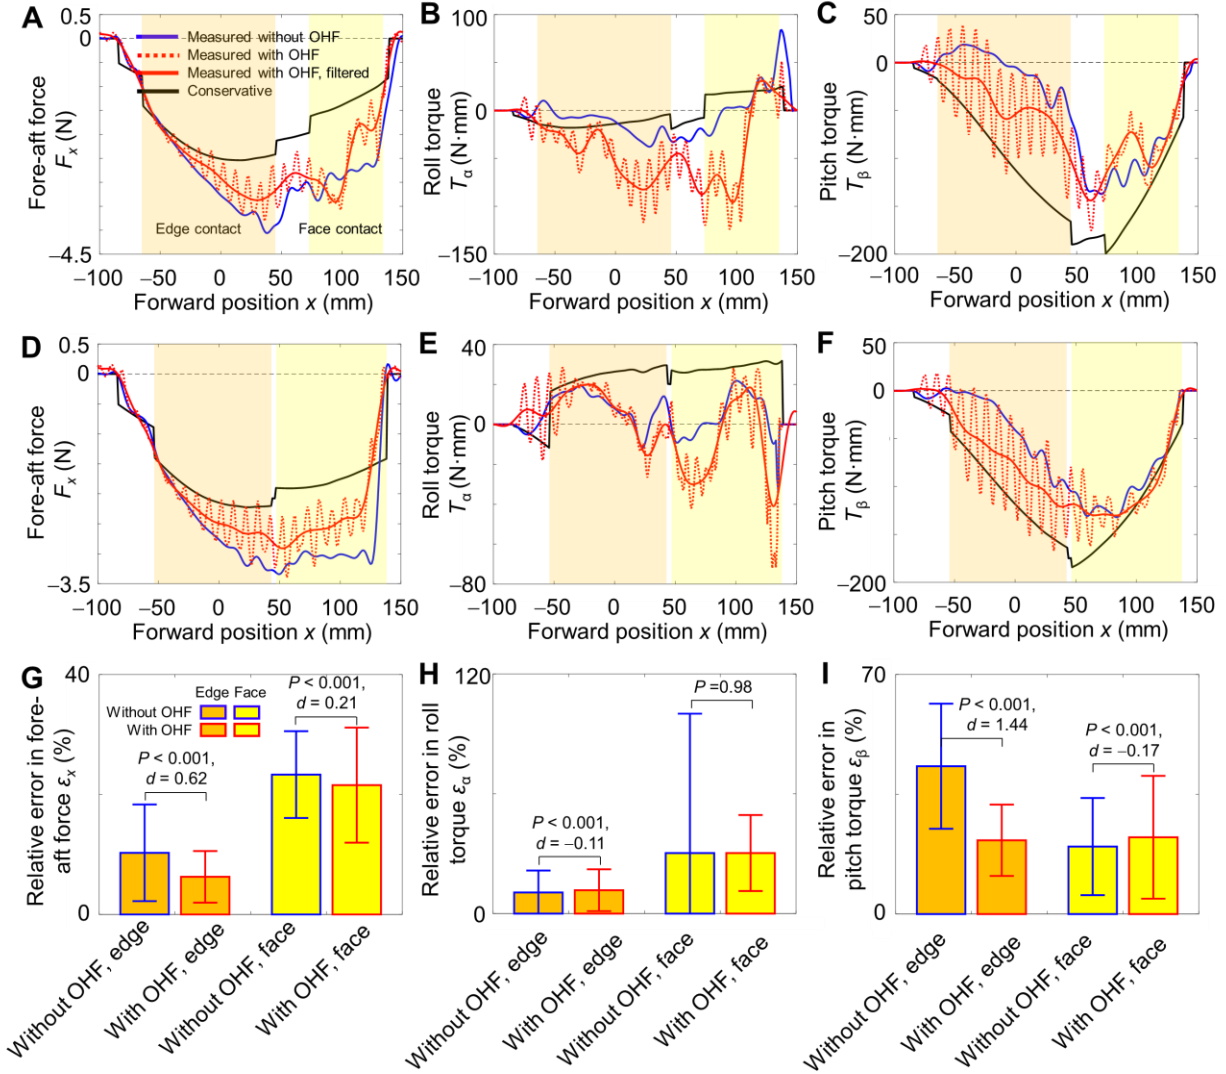 A
0.5
0
−4.5
Fore-aft force
Fx (N)
Measured without OHF
Measured with OHF
Measured with OHF, filtered
Conservative
Edge contact
Face contact
−100 −50 0 50 100 150
Forward position x (mm)
B
100
0
−150
Roll torque
Tα (N·mm)
−100 −50 0 50 100 150
Forward position x (mm)
C
50
0
−200
Pitch torque
Tβ (N·mm)
−100 −50 0 50 100 150
Forward position x (mm)
D
0.5
0
−3.5
Fore-aft force
Fx (N)
−100 −50 0 50 100 150
Forward position x (mm)
E
40
0
−80
Roll torque
Tα (N·mm)
−100 −50 0 50 100 150
Forward position x (mm)
F
50
0
−200
Pitch torque
Tβ (N·mm)
−100 −50 0 50 100 150
Forward position x (mm)
G
40
0
Relative error in fore-
aft force εx (%)
Edge Face
Without OHF
With OHF
P < 0.001,
d = 0.62
P < 0.001,
d = 0.21
Without OHF, edge
With OHF, edge
Without OHF, face
With OHF, face
H
120
0
Relative error in roll
torque εα (%)
P < 0.001,
d = −0.11
P =0.98
Without OHF, edge
With OHF, edge
Without OHF, face
With OHF, face
I
70
0
Relative error in
pitch torque εβ (%)
P < 0.001,
d = 1.44
P < 0.001,
d = −0.17
Without OHF, edge
With OHF, edge
Without OHF, face
With OHF, face